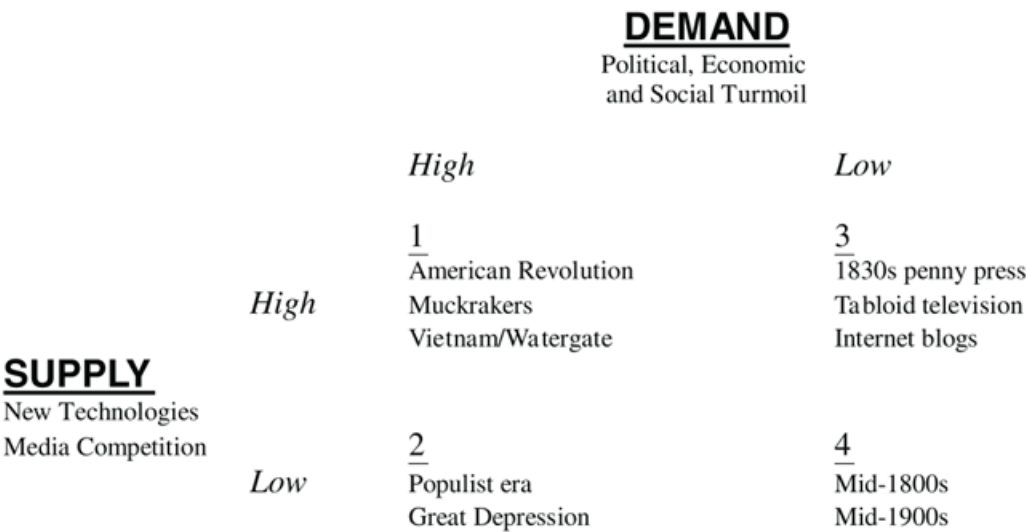 DEMAND
Political, Economic
and Social Turmoil
High Low
1 3
American Revolution 1830s penny press
High Muckrakers Tabloid television
Vietnam/Watergate Internet blogs
SUPPLY
New Technologies
Media Competition
2 4
Low Populist era Mid-1800s
Great Depression Mid-1900s